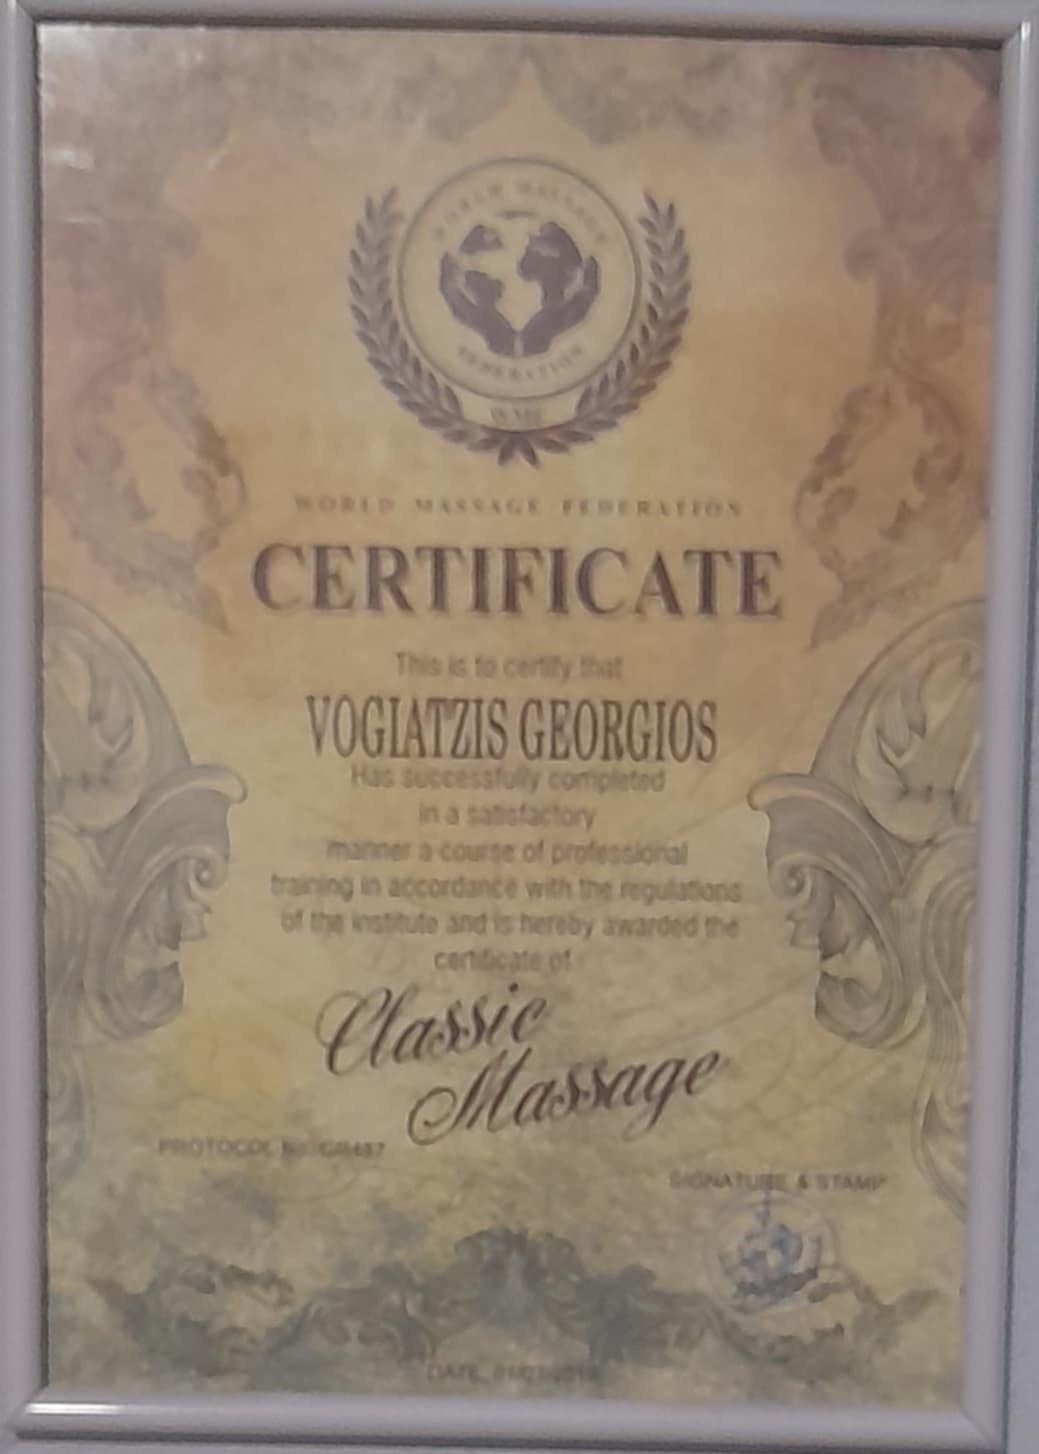 WORLD MASSAGE
FEDERATION
WMF
WORLD MASSAGE FEDERATION
CERTIFICATE
This is to certify that
VOGIATZIS GEORGIOS
Has successfully completed
in a satisfactory
manner a course of professional
training in accordance with the regulations
of the institute and is hereby awarded the
certificate of
Classic
Massage
PROTOCOL No:
SIGNATURE & STAMP
DATE